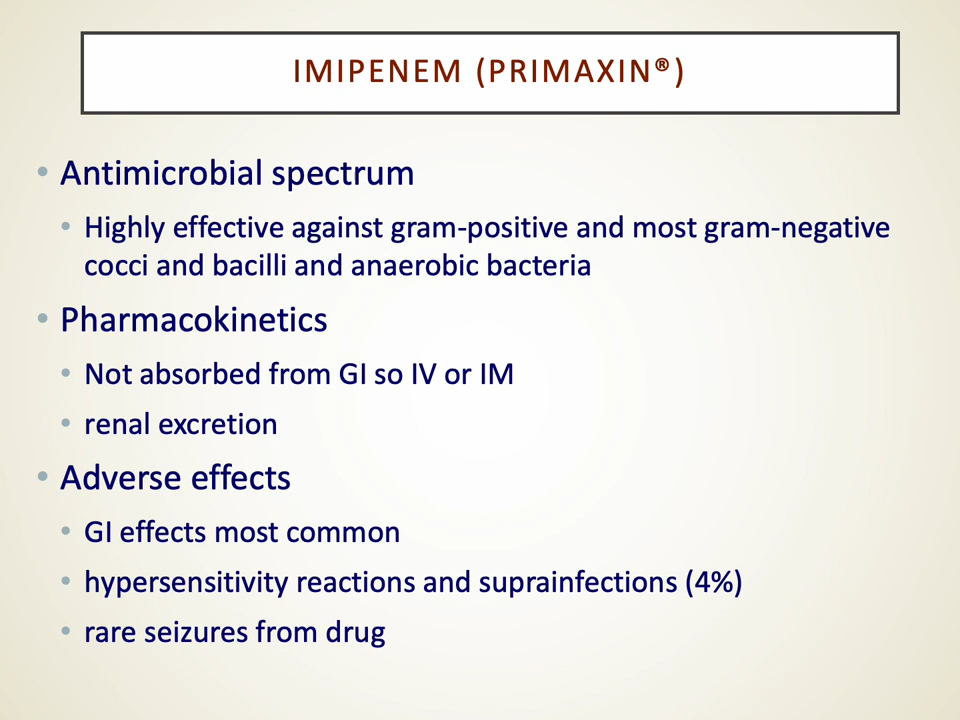 IMIPENEM (PRIMAXIN®)
• Antimicrobial spectrum
• Highly effective against gram-positive and most gram-negative
cocci and bacilli and anaerobic bacteria
• Pharmacokinetics
• Not absorbed from GI so IV or IM
• renal excretion
• Adverse effects
• GI effects most common
• hypersensitivity reactions and suprainfections (4%)
• rare seizures from drug